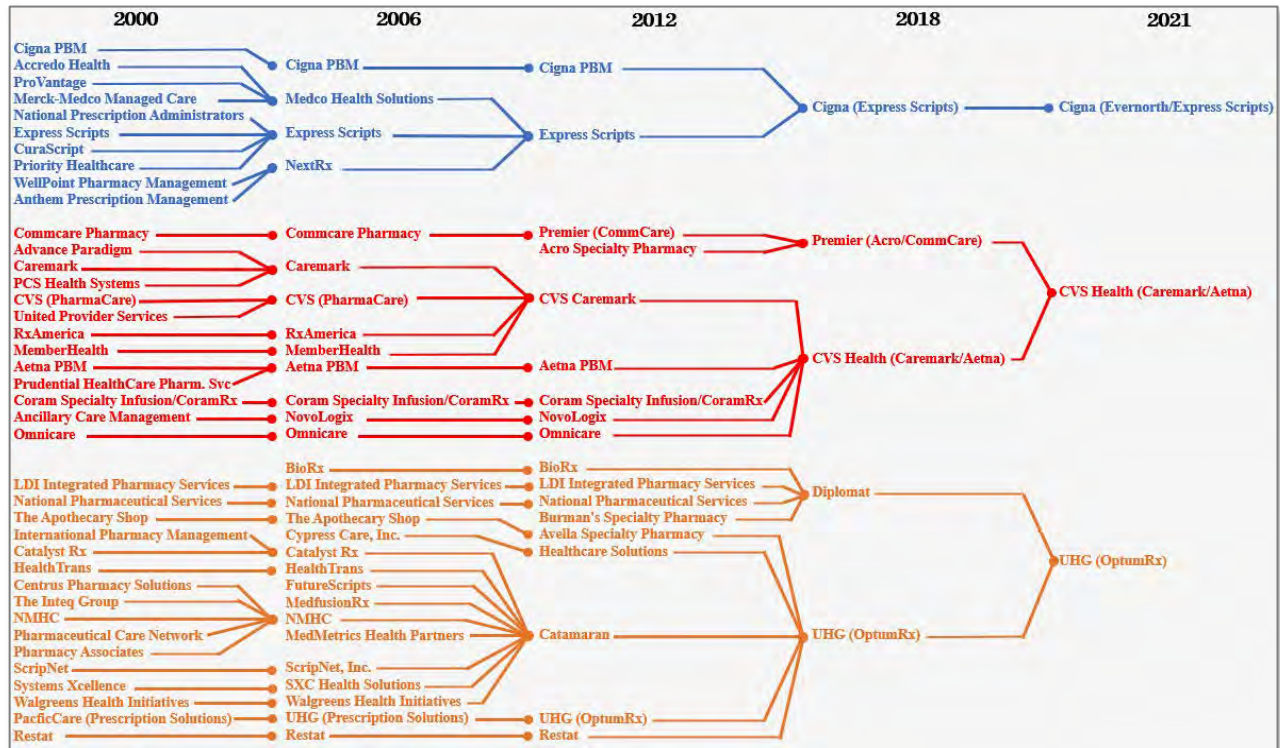 2000 2006 2012 2018 2021
Cigna PBM
Accredo Health
ProVantage
Merck-Medco Managed Care
National Prescription Administrators
Express Scripts
CuraScript
Priority Healthcare
WellPoint Pharmacy Management
Anthem Prescription Management
Cigna PBM
Medco Health Solutions
Express Scripts
NextRx
Cigna PBM
Express Scripts
Cigna (Express Scripts)
Cigna (Evernorth/Express Scripts)
Commcare Pharmacy
Advance Paradigm
Caremark
PCS Health Systems
CVS (PharmaCare)
United Provider Services
RxAmerica
MemberHealth
Aetna PBM
Prudential HealthCare Pharm. Svc
Coram Specialty Infusion/CoramRx
Ancillary Care Management
Omnicare
Commcare Pharmacy
Caremark
CVS (PharmaCare)
RxAmerica
MemberHealth
Aetna PBM
Coram Specialty Infusion/CoramRx
NovoLogix
Omnicare
Premier (CommCare)
Acro Specialty Pharmacy
CVS Caremark
Aetna PBM
Coram Specialty Infusion/CoramRx
NovoLogix
Omnicare
Premier (Acro/CommCare)
CVS Health (Caremark/Aetna)
CVS Health (Caremark/Aetna)
LDI Integrated Pharmacy Services
National Pharmaceutical Services
The Apothecary Shop
International Pharmacy Management
Catalyst Rx
HealthTrans
Centrus Pharmacy Solutions
The Inteq Group
NMHC
Pharmaceutical Care Network
Pharmacy Associates
ScripNet
Systems Xcellence
Walgreens Health Initiatives
PacficCare (Prescription Solutions)
Restat
BioRx
LDI Integrated Pharmacy Services
National Pharmaceutical Services
The Apothecary Shop
Cypress Care, Inc.
Catalyst Rx
HealthTrans
FutureScripts
MedfusionRx
NMHC
MedMetrics Health Partners
ScripNet, Inc.
SXC Health Solutions
Walgreens Health Initiatives
UHG (Prescription Solutions)
Restat
BioRx
LDI Integrated Pharmacy Services
National Pharmaceutical Services
Burman's Specialty Pharmacy
Avella Specialty Pharmacy
Healthcare Solutions
Catamaran
UHG (OptumRx)
Restat
Diplomat
UHG (OptumRx)
UHG (OptumRx)